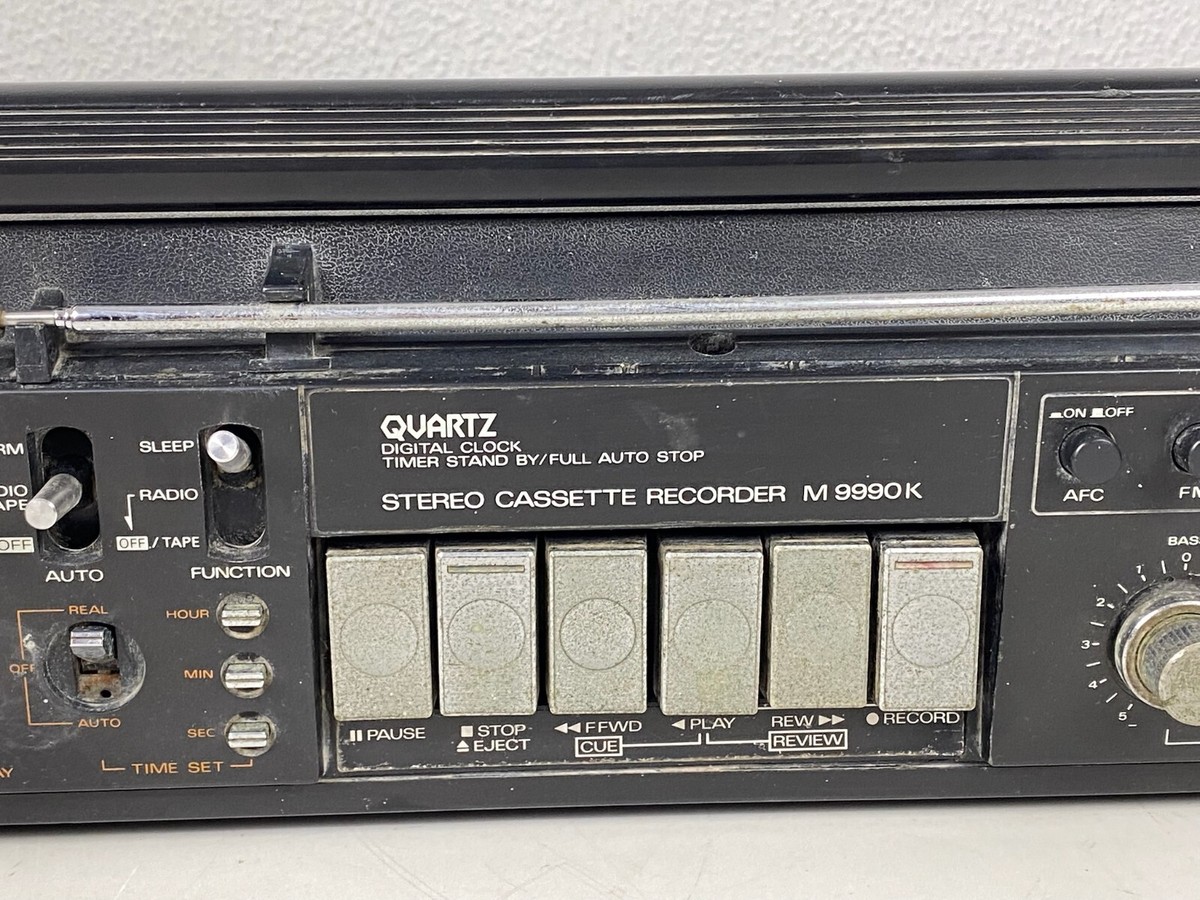 QUARTZ
DIGITAL CLOCK
TIMER STAND BY/FULL AUTO STOP
STEREO CASSETTE RECORDER M 9990K
SLEEP
RADIO
OFF / TAPE
FUNCTION
OFF
AUTO
REAL
OFF
AUTO
HOUR
MIN
SEC
TIME SET
PAUSE
STOP
EJECT
FFWD
CUE
PLAY
REW
REVIEW
RECORD
ON OFF
AFC
0
1
2
3
4
5